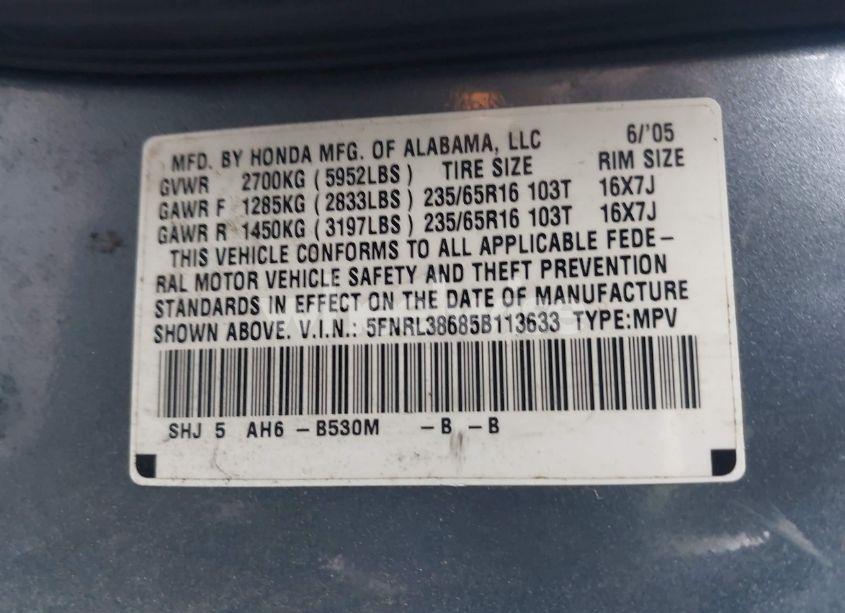 MFD. BY HONDA MFG. OF ALABAMA, LLC 6/'05
GVWR 2700KG (5952LBS) TIRE SIZE RIM SIZE
GAWR F 1285KG (2833LBS) 235/65R16 103T 16X7J
GAWR R 1450KG (3197LBS) 235/65R16 103T 16X7J
THIS VEHICLE CONFORMS TO ALL APPLICABLE FEDE-
RAL MOTOR VEHICLE SAFETY AND THEFT PREVENTION
STANDARDS IN EFFECT ON THE DATE OF MANUFACTURE
SHOWN ABOVE. V.I.N.: 5FNRL38685B113633 TYPE:MPV
SHJ 5 AH6 -B530M -B -B